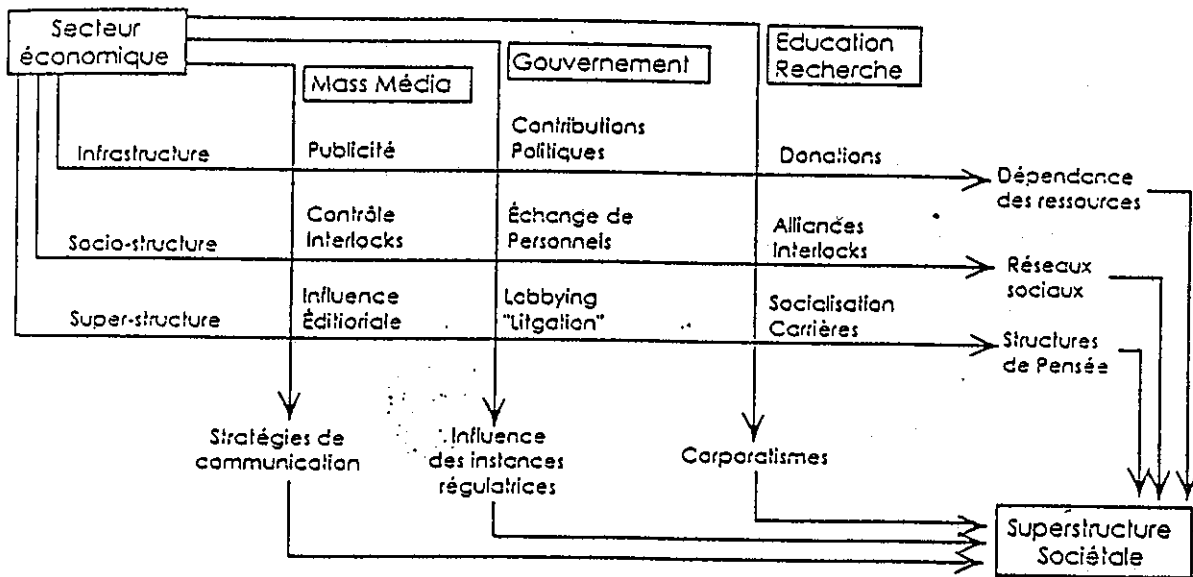 Secteur
économique
Mass Média
Gouvernement
Education
Recherche
Infrastructure
Publicité
Contributions
Politiques
Donations
Dépendance
des ressources
Socio-structure
Contrôle
Interlocks
Échange de
Personnels
Alliances
Interlocks
Réseaux
sociaux
Super-structure
Influence
Éditoriale
Lobbying
"Litgation"
Socialisation
Carrières
Structures
de Pensée
Stratégies de
communication
Influence
des instances
régulatrices
Corporatismes
Superstructure
Sociétale